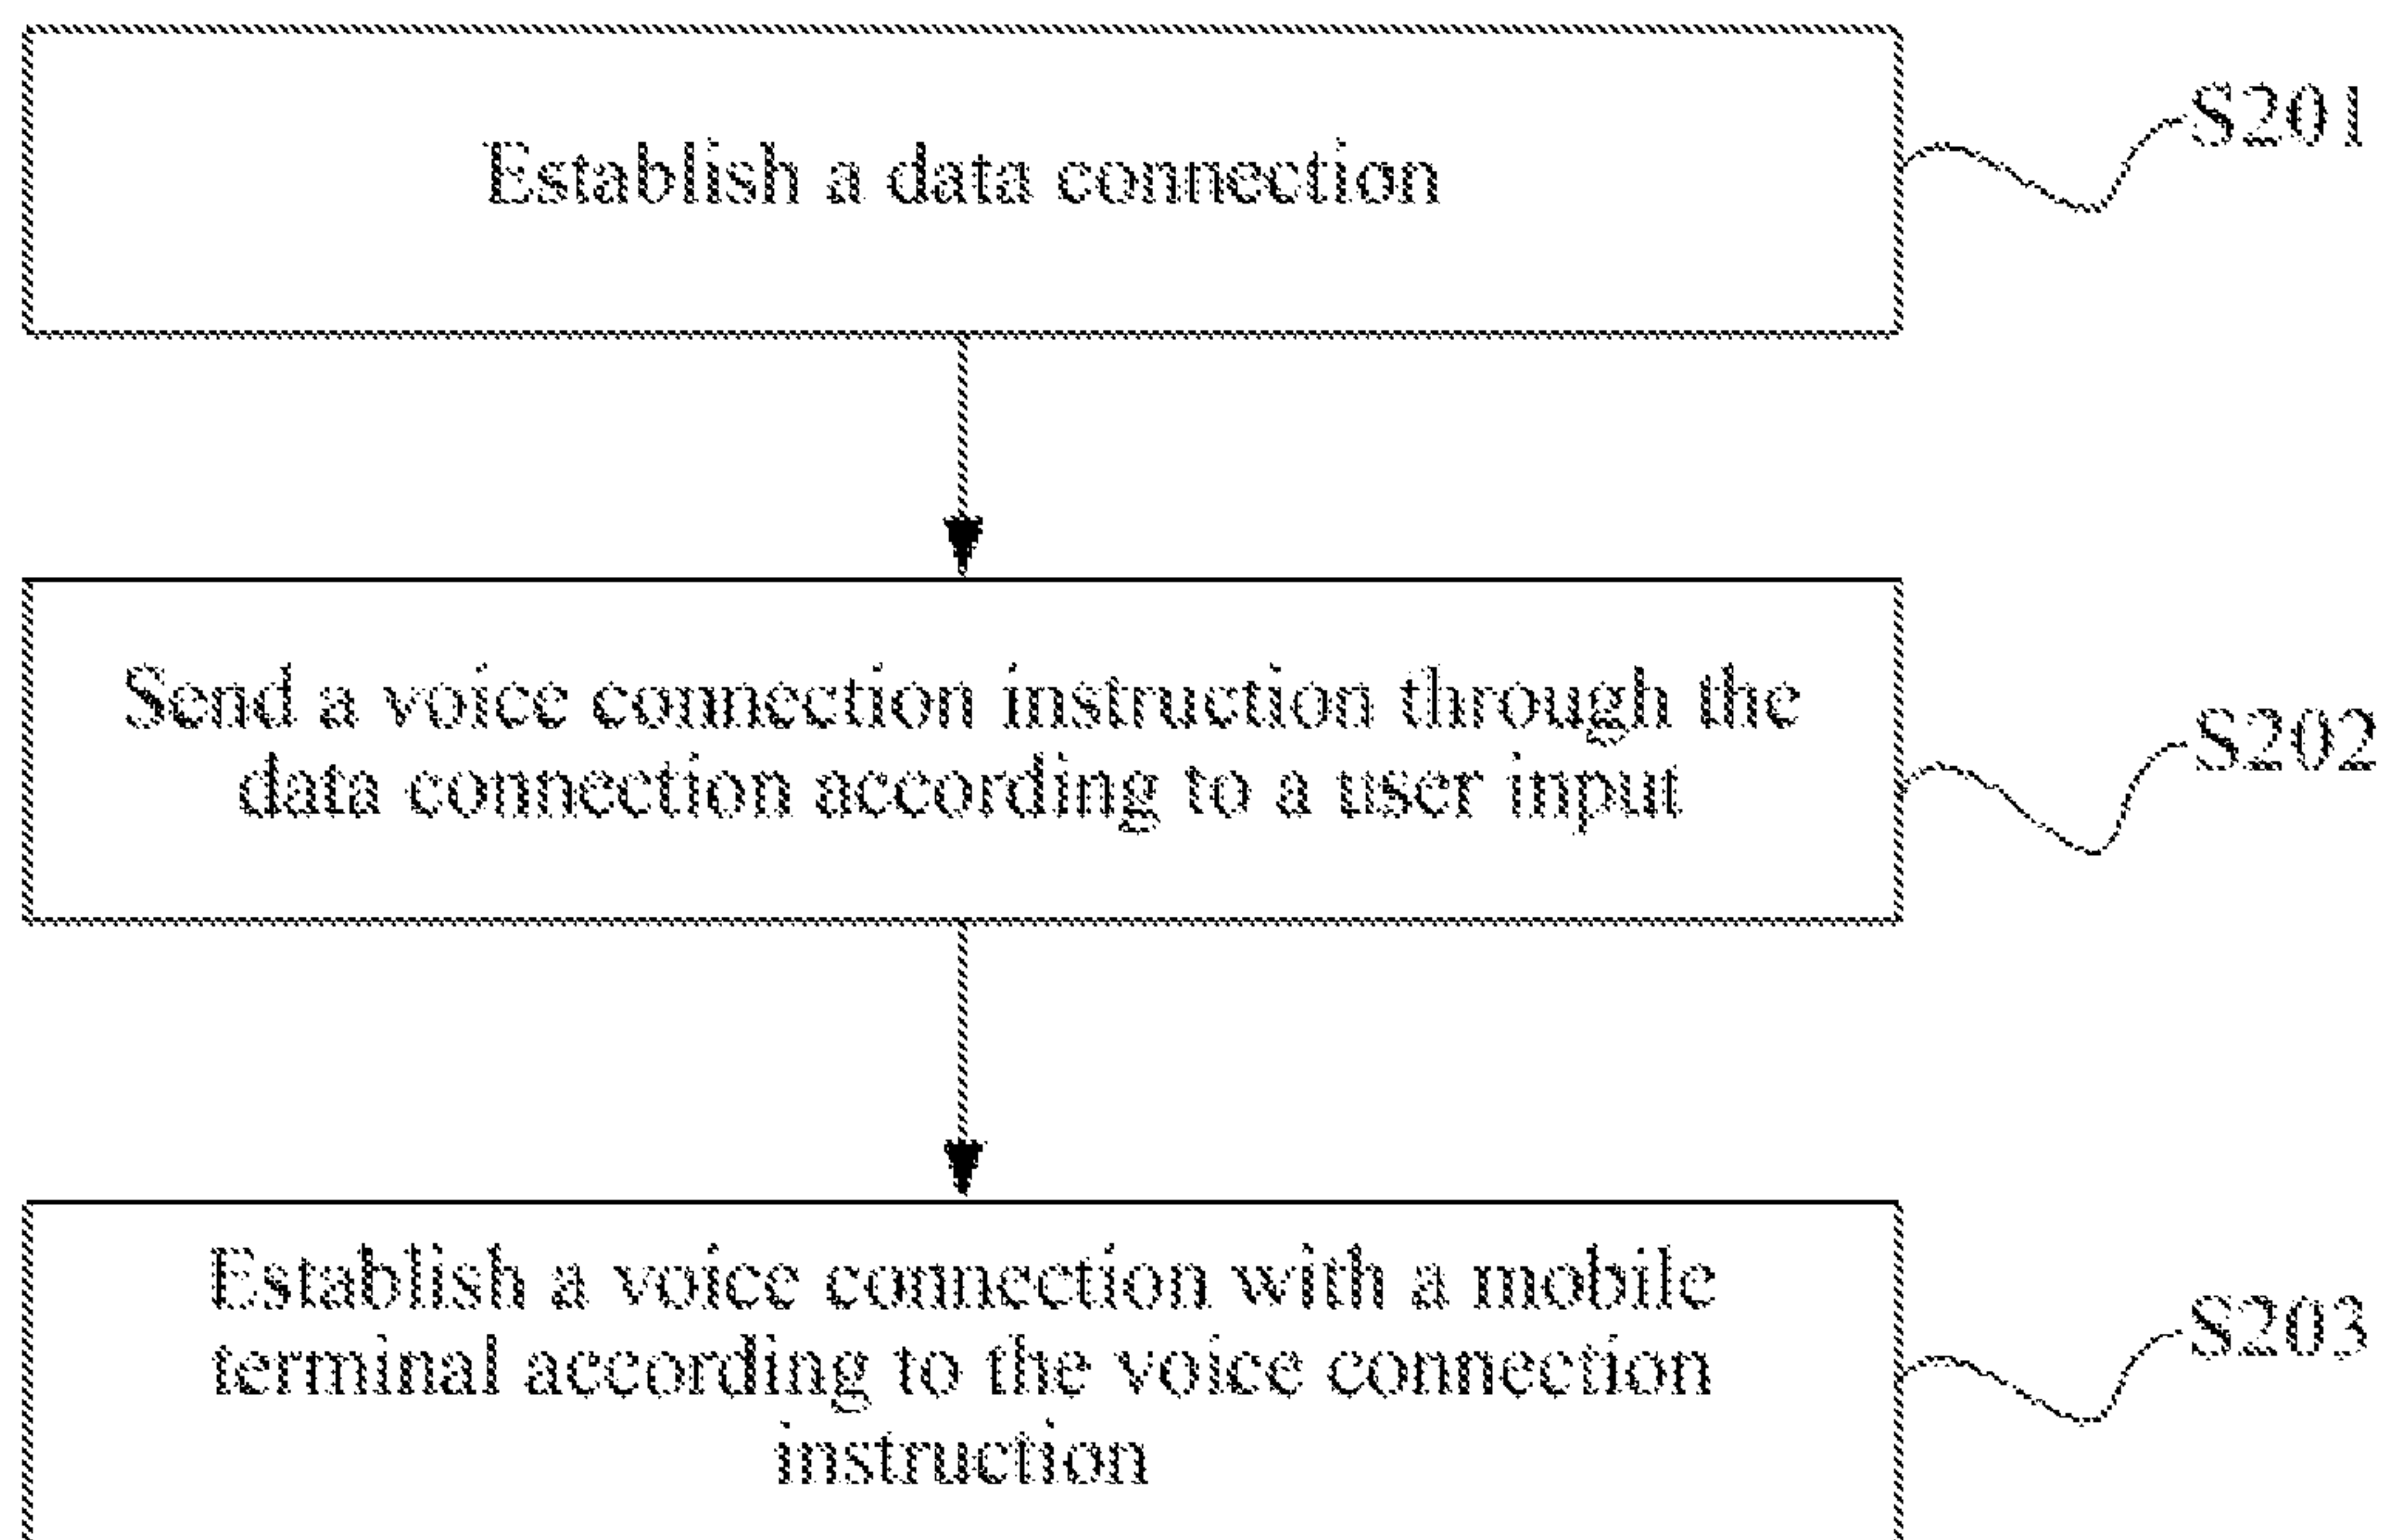 Establish a data connection
S201
Send a voice connection instruction through the
data connection according to a user input
S202
Establish a voice connection with a mobile
terminal according to the voice connection
instruction
S203